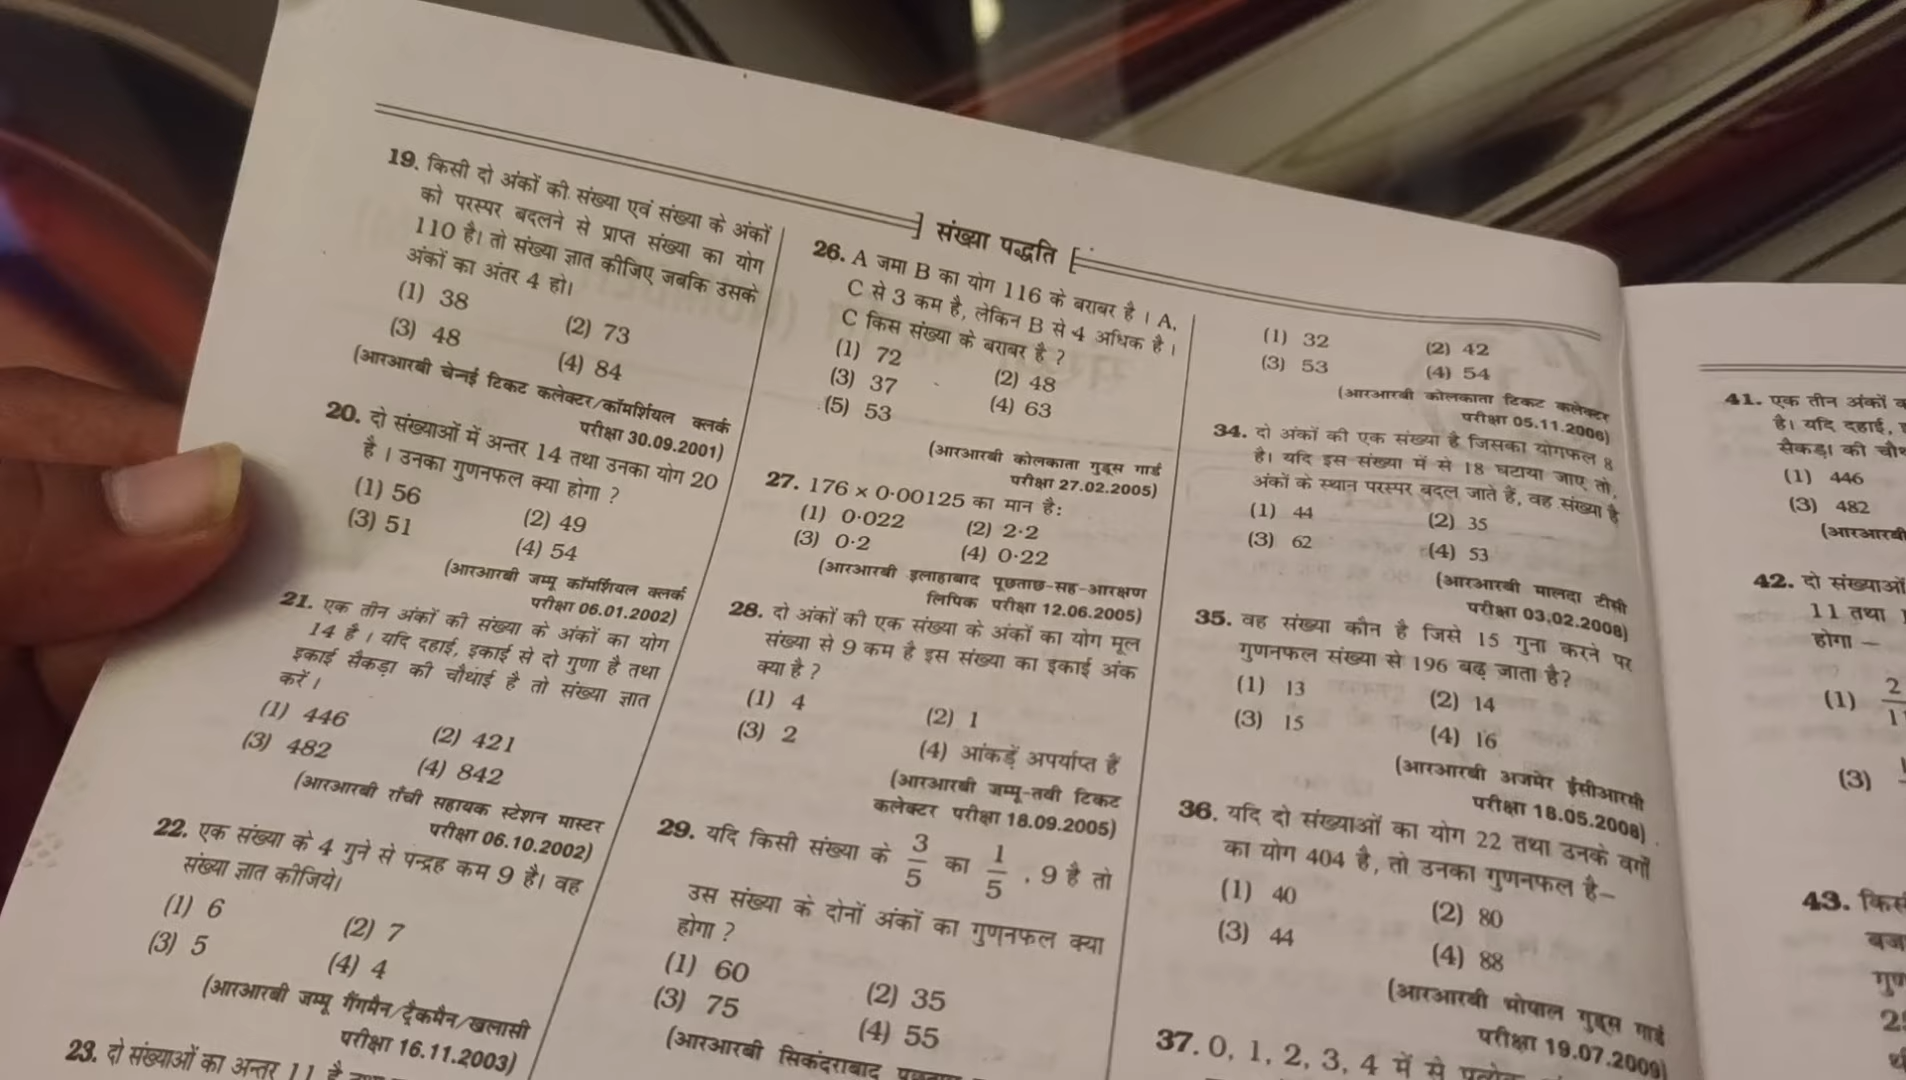 संख्या पद्धति
19. किसी दो अंकों की संख्या एवं संख्या के अंकों
को परस्पर बदलने से प्राप्त संख्या का योग
110 है। तो संख्या ज्ञात कीजिए जबकि उसके
अंकों का अंतर 4 हो।
(1) 38
(2) 73
(3) 48
(4) 84
(आरआरबी चेन्नई टिकट कलेक्टर/कॉमर्शियल क्लर्क
परीक्षा 30.09.2001)
20. दो संख्याओं में अन्तर 14 तथा उनका योग 20
है । उनका गुणनफल क्या होगा ?
(1) 56
(2) 49
(3) 51
(4) 54
(आरआरबी जम्मू कॉमर्शियल क्लर्क
परीक्षा 06.01.2002)
21. एक तीन अंकों की संख्या के अंकों का योग
14 है । यदि दहाई, इकाई से दो गुणा है तथा
इकाई सैकड़ा की चौथाई है तो संख्या ज्ञात
करें ।
(1) 446
(2) 421
(3) 482
(4) 842
(आरआरबी राँची सहायक स्टेशन मास्टर
परीक्षा 06.10.2002)
22. एक संख्या के 4 गुने से पन्द्रह कम 9 है। वह
संख्या ज्ञात कीजिये।
(1) 6
(2) 7
(3) 5
(4) 4
(आरआरबी जम्मू गैंगमैन/ट्रैकमैन/खलासी
परीक्षा 16.11.2003)
23. दो संख्याओं का अन्तर 11 है
26. A जमा B का योग 116 के बराबर है । A,
C से 3 कम है, लेकिन B से 4 अधिक है ।
C किस संख्या के बराबर है ?
(1) 72
(2) 48
(3) 37
(4) 63
(5) 53
(आरआरबी कोलकाता गुड्स गार्ड
परीक्षा 27.02.2005)
27. 176 × 0·00125 का मान है:
(1) 0·022
(2) 2·2
(3) 0·2
(4) 0·22
(आरआरबी इलाहाबाद पूछताछ-सह-आरक्षण
लिपिक परीक्षा 12.06.2005)
28. दो अंकों की एक संख्या के अंकों का योग मूल
संख्या से 9 कम है इस संख्या का इकाई अंक
क्या है ?
(1) 4
(2) 1
(3) 2
(4) आंकड़ें अपर्याप्त हैं
(आरआरबी जम्मू-तवी टिकट
कलेक्टर परीक्षा 18.09.2005)
29. यदि किसी संख्या के 3/5 का 1/5 , 9 है तो
उस संख्या के दोनों अंकों का गुणनफल क्या
होगा ?
(1) 60
(2) 35
(3) 75
(4) 55
(आरआरबी सिकंदराबाद
(1) 32
(2) 42
(3) 53
(4) 54
(आरआरबी कोलकाता टिकट कलेक्टर
परीक्षा 05.11.2006)
34. दो अंकों की एक संख्या है जिसका योगफल 8
है। यदि इस संख्या में से 18 घटाया जाए तो,
अंकों के स्थान परस्पर बदल जाते हैं, वह संख्या है
(1) 44
(2) 35
(3) 62
(4) 53
(आरआरबी मालदा टीसी
परीक्षा 03.02.2008)
35. वह संख्या कौन है जिसे 15 गुना करने पर
गुणनफल संख्या से 196 बढ़ जाता है?
(1) 13
(2) 14
(3) 15
(4) 16
(आरआरबी अजमेर ईसीआरसी
परीक्षा 18.05.2008)
36. यदि दो संख्याओं का योग 22 तथा उनके वर्गों
का योग 404 है, तो उनका गुणनफल है–
(1) 40
(2) 80
(3) 44
(4) 88
(आरआरबी भोपाल गुड्स गार्ड
परीक्षा 19.07.2009)
37. 0, 1, 2, 3, 4 में से प्रत्येक
41. एक तीन अंकों
है। यदि दहाई,
सैकड़ा की
(1) 446
(3) 482
(आरआरबी
42. दो संख्याओं
11 तथा
होगा –
(1)
(3)
43.